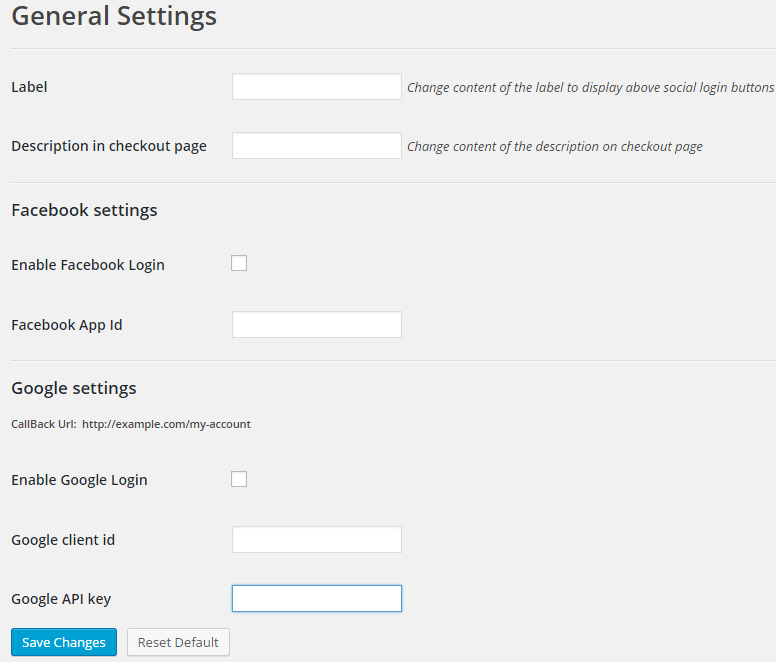 General Settings
Label
Change content of the label to display above social login buttons
Description in checkout page
Change content of the description on checkout page
Facebook settings
Enable Facebook Login
Facebook App Id
Google settings
CallBack Url: http://example.com/my-account
Enable Google Login
Google client id
Google API key
Save Changes
Reset Default